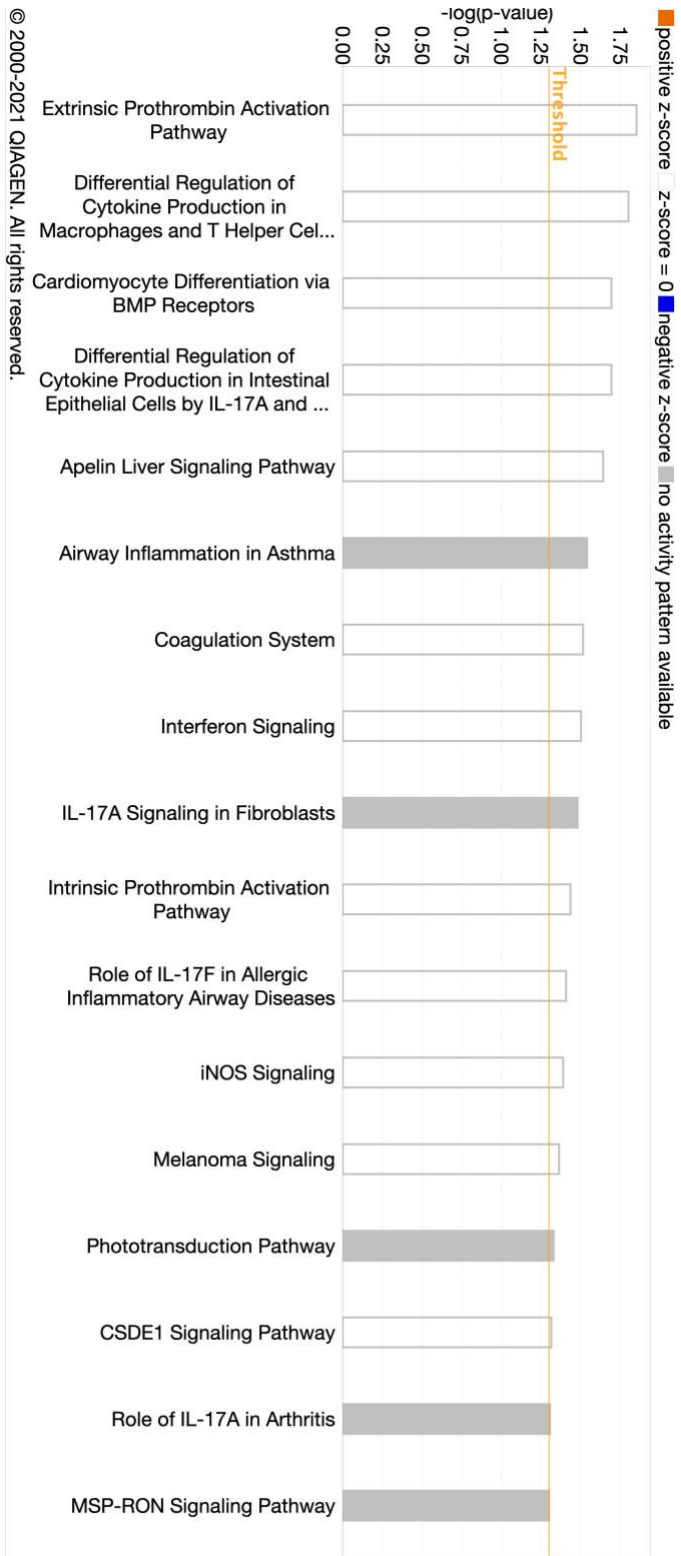 positive z-score z-score = 0 negative z-score no activity pattern available
-log(p-value)
0.00
0.25
0.50
0.75
1.00
1.25
1.50
1.75
Threshold
Extrinsic Prothrombin Activation
Pathway
Differential Regulation of
Cytokine Production in
Macrophages and T Helper Cel...
Cardiomyocyte Differentiation via
BMP Receptors
Differential Regulation of
Cytokine Production in Intestinal
Epithelial Cells by IL-17A and ...
Apelin Liver Signaling Pathway
Airway Inflammation in Asthma
Coagulation System
Interferon Signaling
IL-17A Signaling in Fibroblasts
Intrinsic Prothrombin Activation
Pathway
Role of IL-17F in Allergic
Inflammatory Airway Diseases
iNOS Signaling
Melanoma Signaling
Phototransduction Pathway
CSDE1 Signaling Pathway
Role of IL-17A in Arthritis
MSP-RON Signaling Pathway
© 2000-2021 QIAGEN. All rights reserved.